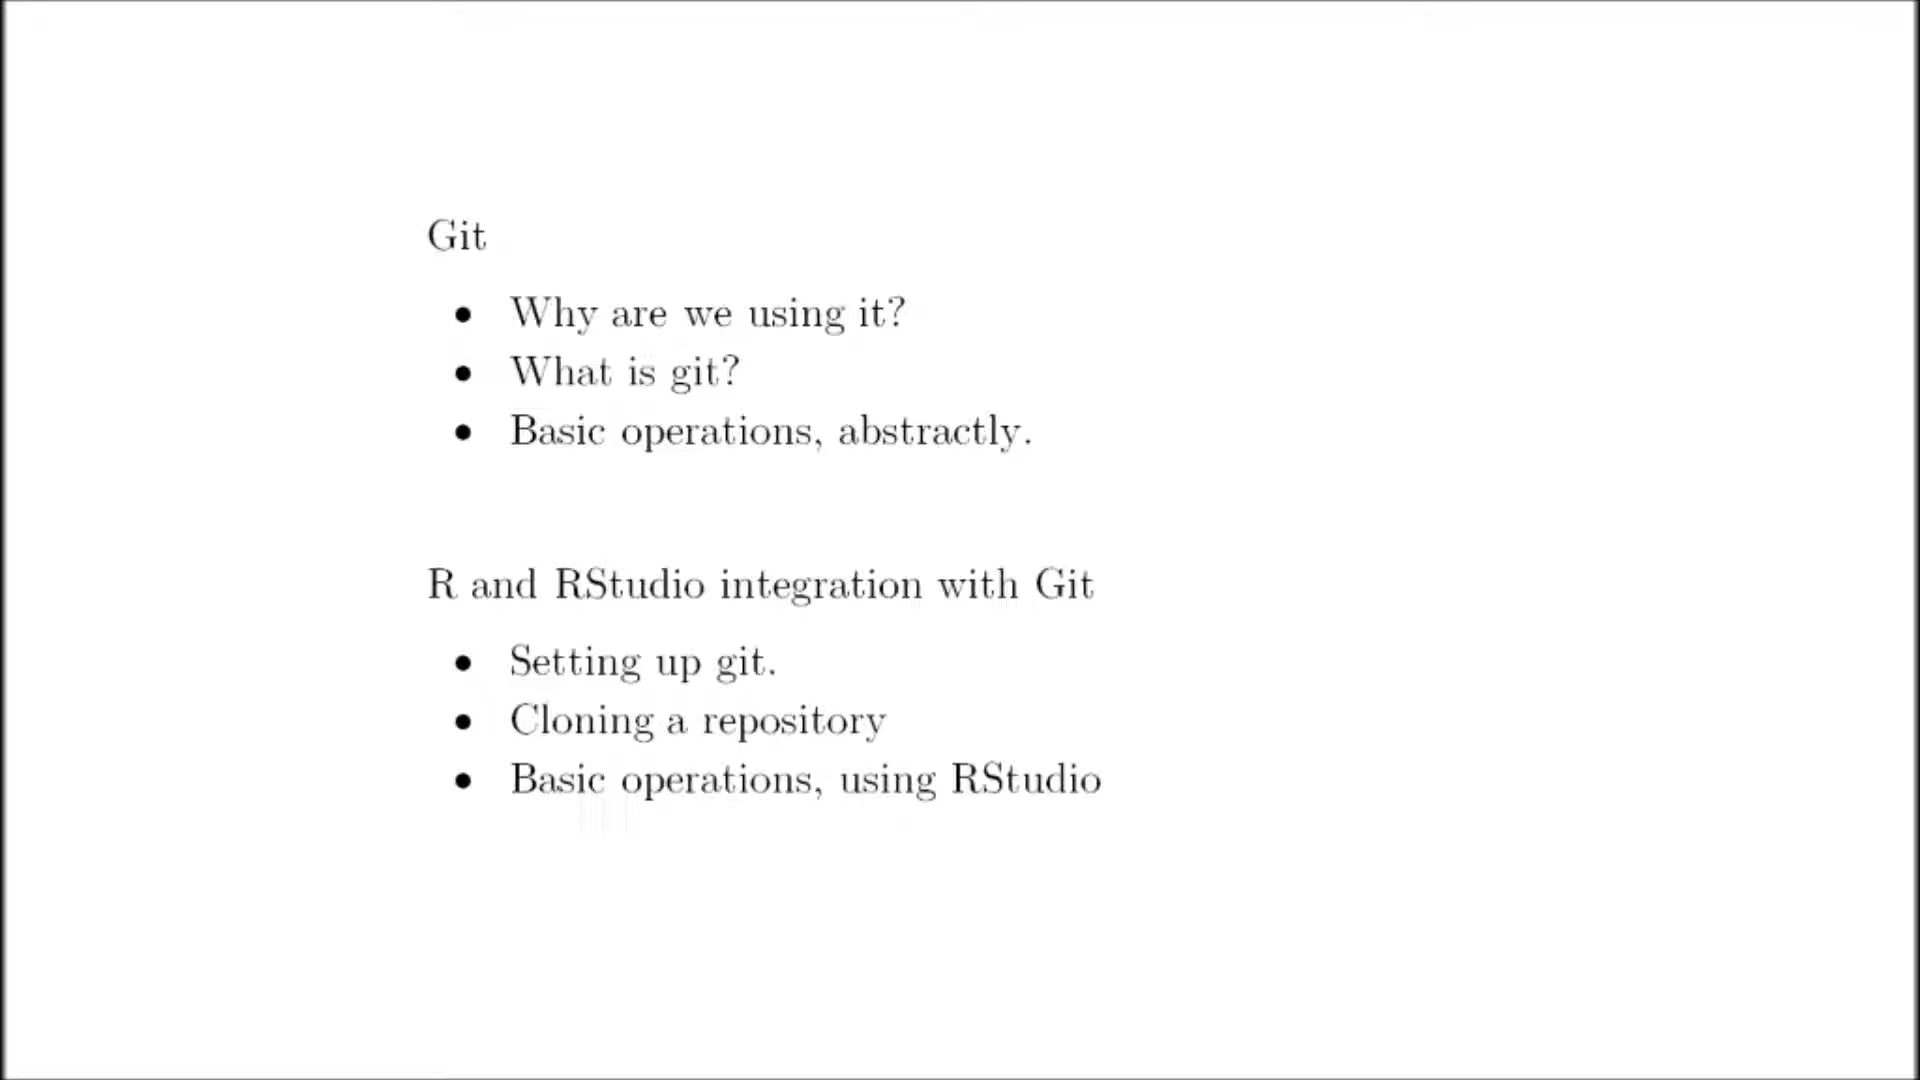 Git
• Why are we using it?
• What is git?
• Basic operations, abstractly.
R and RStudio integration with Git
• Setting up git.
• Cloning a repository
• Basic operations, using RStudio